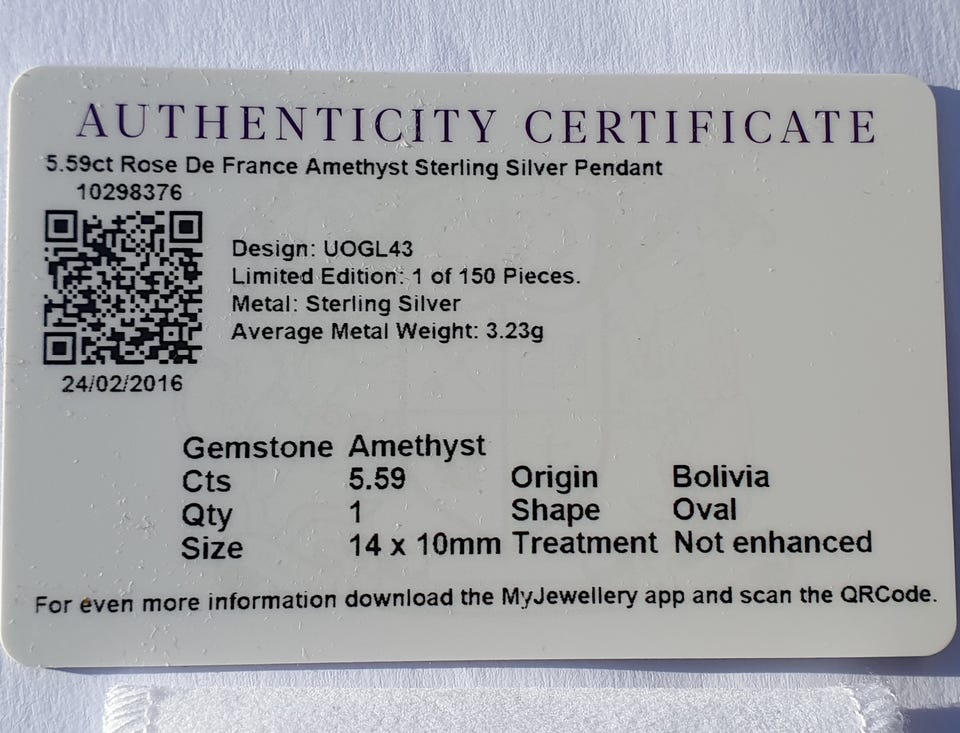 AUTHENTICITY CERTIFICATE
5.59ct Rose De France Amethyst Sterling Silver Pendant
10298376
Design: UOGL43
Limited Edition: 1 of 150 Pieces.
Metal: Sterling Silver
Average Metal Weight: 3.23g
24/02/2016
Gemstone Amethyst
Cts 5.59 Origin Bolivia
Qty 1 Shape Oval
Size 14 x 10mm Treatment Not enhanced
For even more information download the MyJewellery app and scan the QRCode.